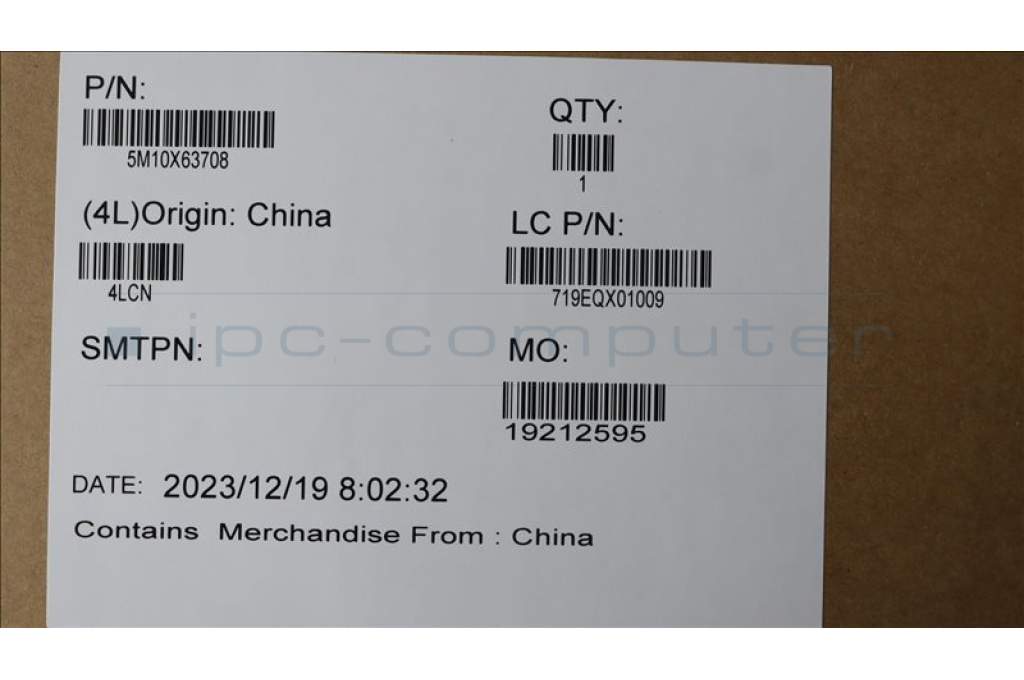 P/N:
5M10X63708
QTY:
1
(4L)Origin: China
4LCN
LC P/N:
719EQX01009
SMTPN:
MO:
19212595
ipc-computer
DATE: 2023/12/19 8:02:32
Contains Merchandise From : China